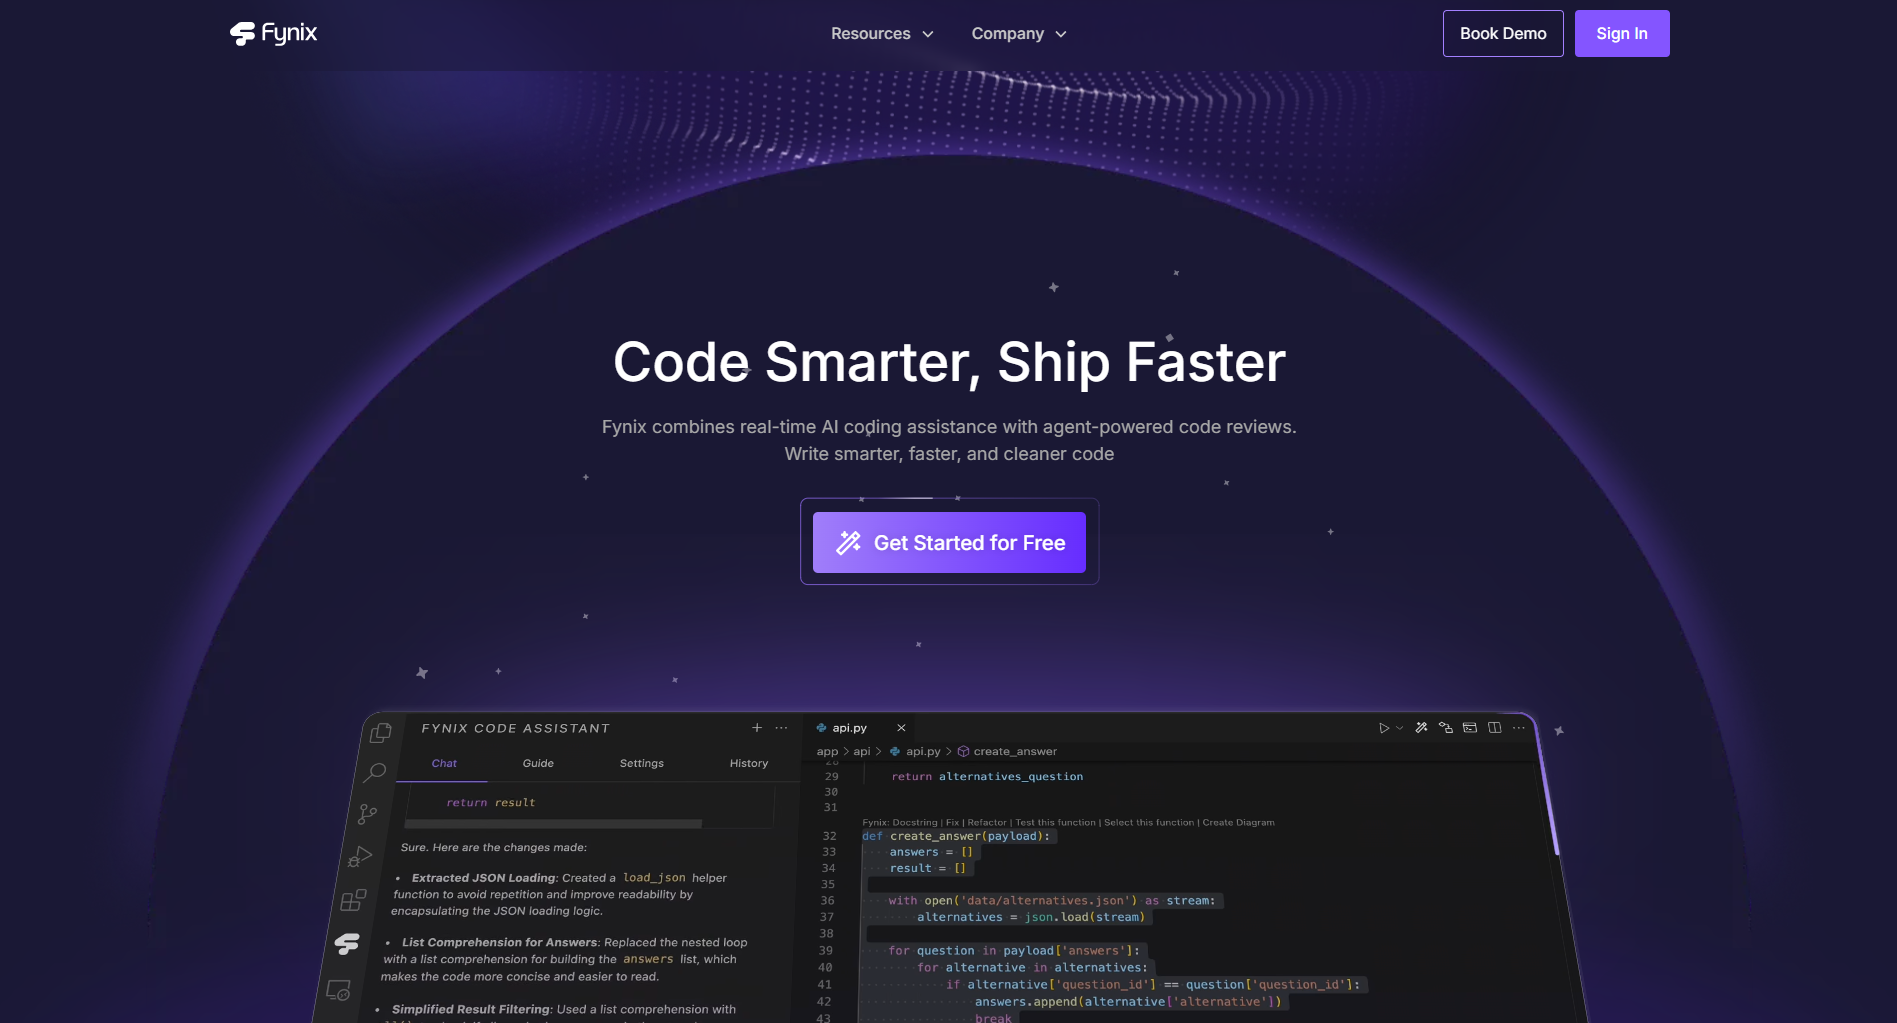 Fynix
Resources
Company
Book Demo
Sign In
Code Smarter, Ship Faster
Fynix combines real-time AI coding assistance with agent-powered code reviews.
Write smarter, faster, and cleaner code
Get Started for Free
FYNIX CODE ASSISTANT
Chat
Guide
Settings
History
return result
Sure. Here are the changes made:
• Extracted JSON Loading: Created a load_json helper
function to avoid repetition and improve readability by
encapsulating the JSON loading logic.
• List Comprehension for Answers: Replaced the nested loop
with a list comprehension for building the answers list, which
makes the code more concise and easier to read.
• Simplified Result Filtering: Used a list comprehension with
api.py
app > api > api.py > create_answer
28
29 return alternatives_question
30
31
Fynix: Docstring | Fix | Refactor | Test this function | Select this function | Create Diagram
32 def create_answer(payload):
33 answers = []
34 result = []
35
36 with open('data/alternatives.json') as stream:
37 alternatives = json.load(stream)
38
39 for question in payload['answers']:
40 for alternative in alternatives:
41 if alternative['question_id'] == question['question_id']:
42 answers.append(alternative['alternative'])
43 break